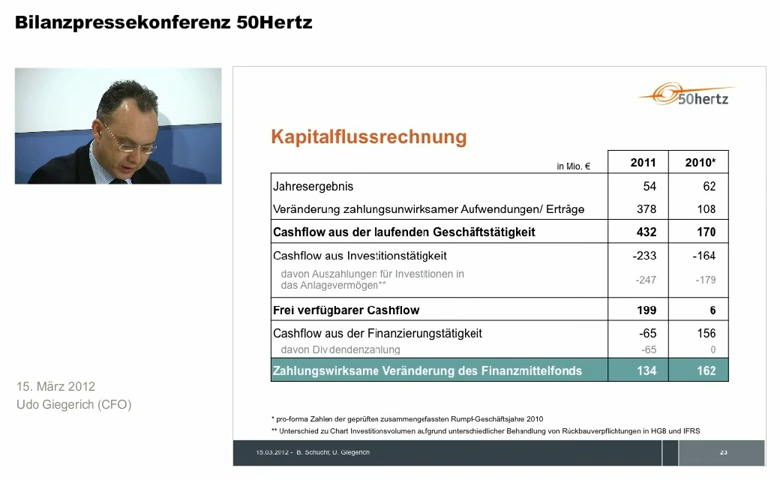 Bilanzpressekonferenz 50Hertz
50hertz
Kapitalflussrechnung
in Mio. € 2011 2010*
Jahresergebnis 54 62
Veränderung zahlungsunwirksamer Aufwendungen/ Erträge 378 108
Cashflow aus der laufenden Geschäftstätigkeit 432 170
Cashflow aus Investitionstätigkeit -233 -164
davon Auszahlungen für Investitionen in
das Anlagevermögen** -247 -179
Frei verfügbarer Cashflow 199 6
Cashflow aus der Finanzierungstätigkeit -65 156
davon Dividendenzahlung -65 0
Zahlungswirksame Veränderung des Finanzmittelfonds 134 162
15. März 2012
Udo Giegerich (CFO)
* pro-forma Zahlen der geprüften zusammengefassten Rumpf-Geschäftsjahre 2010
** Unterschied zu Chart Investitionsvolumen aufgrund unterschiedlicher Behandlung von Rückbauverpflichtungen in HGB und IFRS
15.03.2012 - B. Schucht, U. Giegerich 23